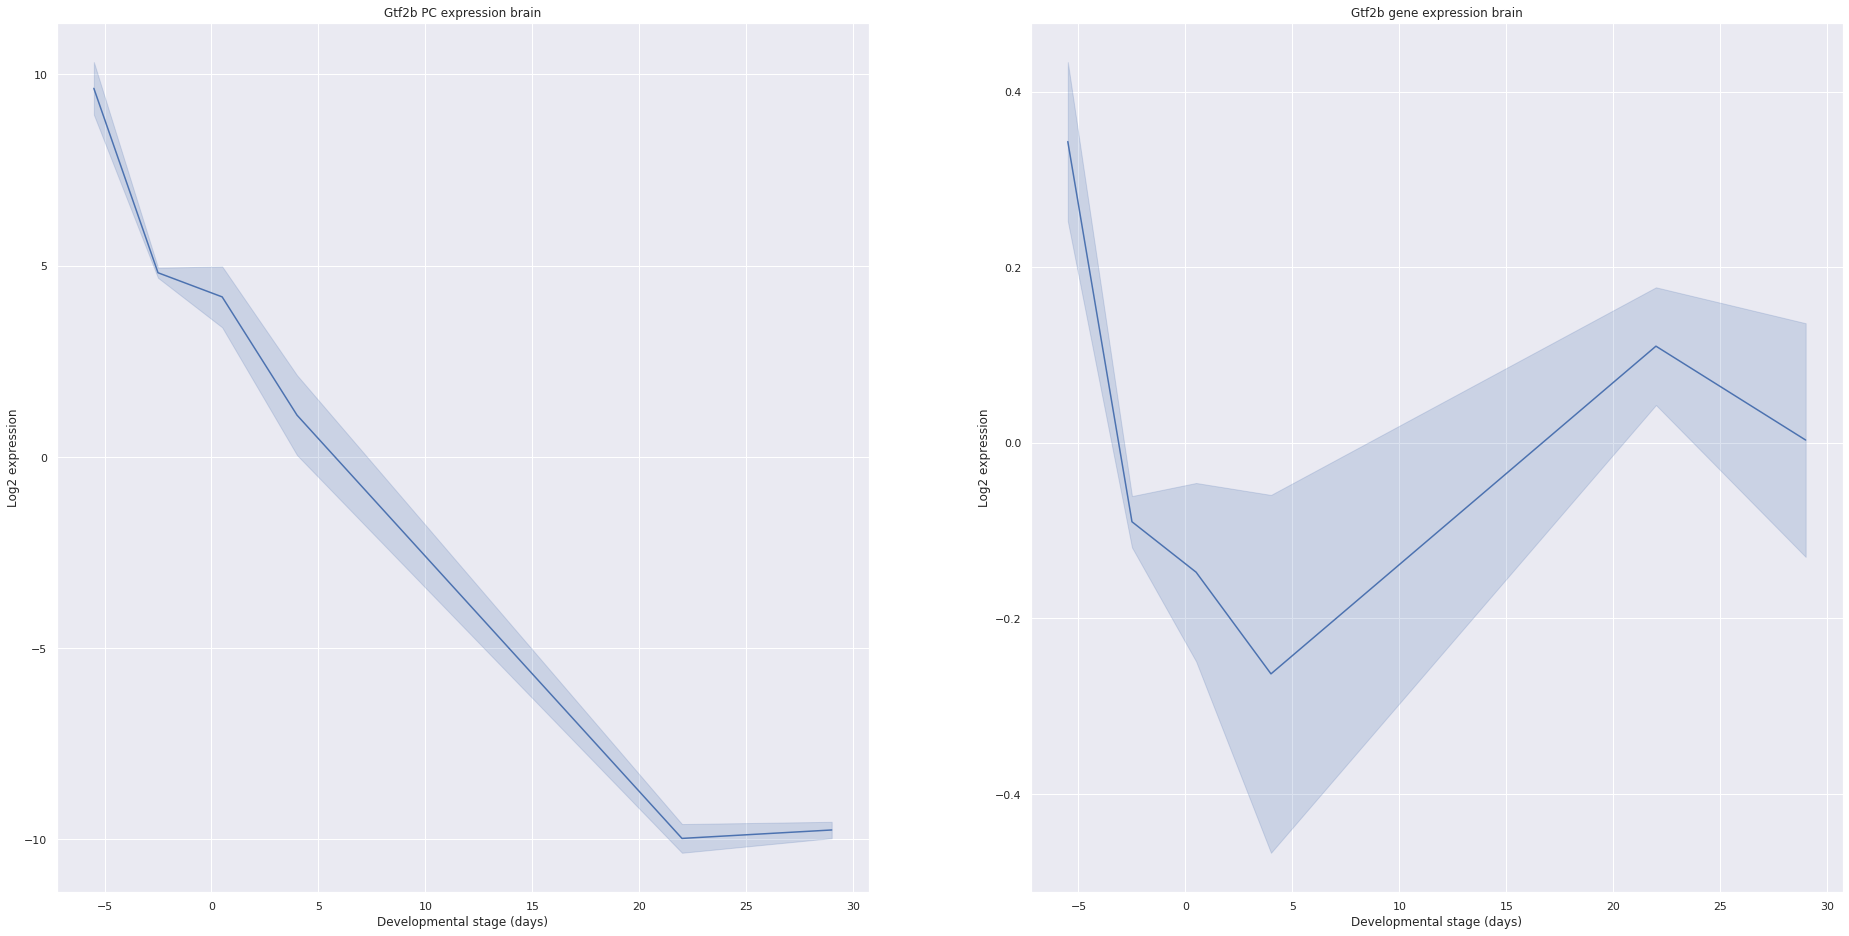 Gtf2b PC expression brain
Log2 expression
10
5
0
−5
−10
−5 0 5 10 15 20 25 30
Developmental stage (days)
Gtf2b gene expression brain
Log2 expression
0.4
0.2
0.0
−0.2
−0.4
−5 0 5 10 15 20 25 30
Developmental stage (days)